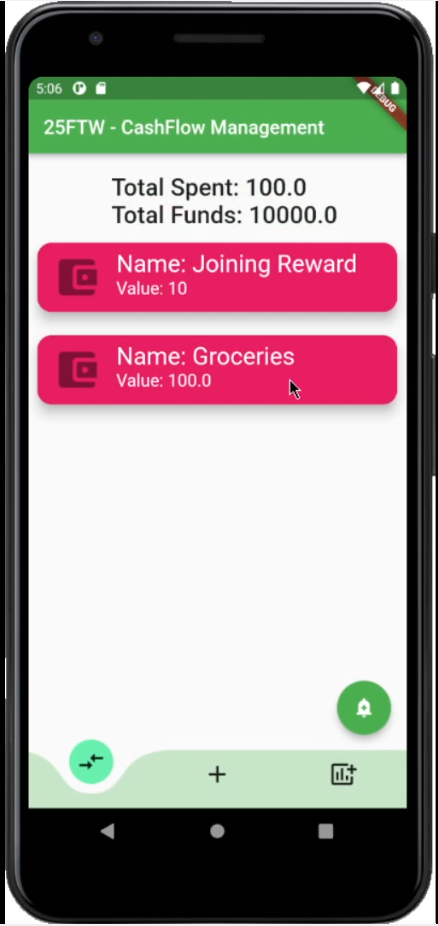 5:06
DEBUG
25FTW - CashFlow Management
Total Spent: 100.0
Total Funds: 10000.0
Name: Joining Reward
Value: 10
Name: Groceries
Value: 100.0